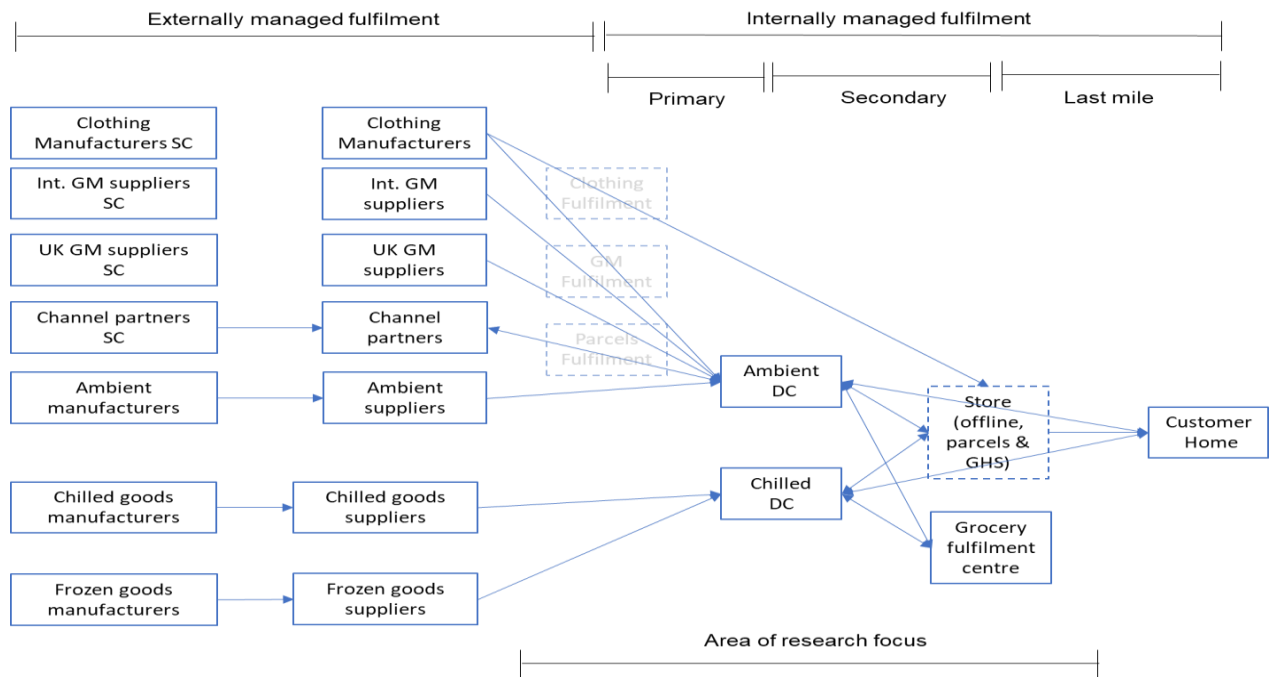 Externally managed fulfilment
Internally managed fulfilment
Primary
Secondary
Last mile
Clothing
Manufacturers SC
Clothing
Manufacturers
Int. GM suppliers
SC
Int. GM
suppliers
Clothing
Fulfilment
UK GM suppliers
SC
UK GM
suppliers
GM
Fulfilment
Channel partners
SC
Channel
partners
Parcels
Fulfilment
Ambient
manufacturers
Ambient
suppliers
Ambient
DC
Store
(offline,
parcels &
GHS)
Customer
Home
Chilled goods
manufacturers
Chilled goods
suppliers
Chilled
DC
Grocery
fulfilment
centre
Frozen goods
manufacturers
Frozen goods
suppliers
Area of research focus